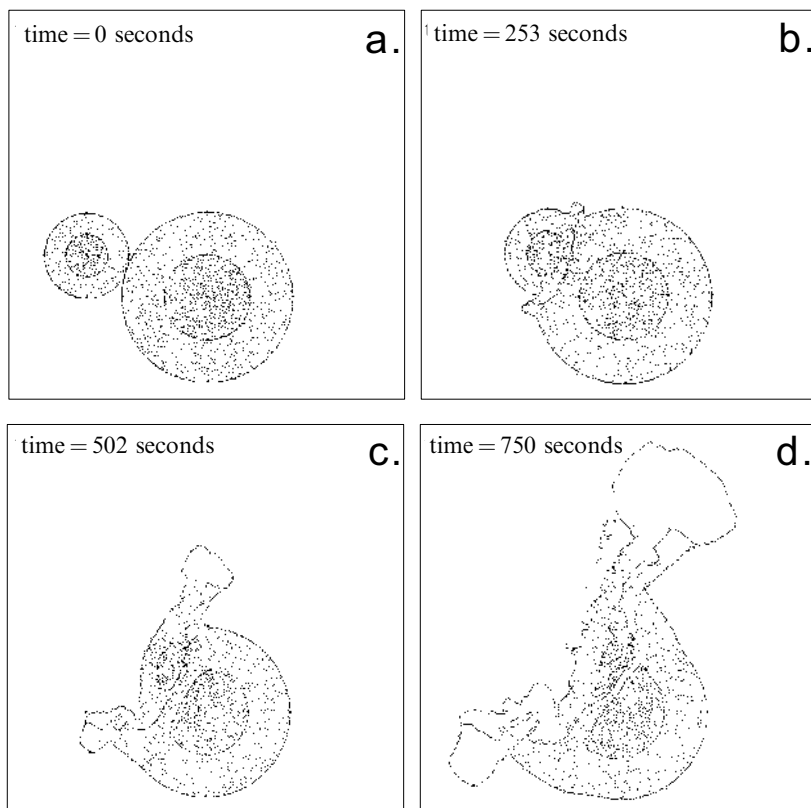 time = 0 seconds
a.
time = 253 seconds
b.
time = 502 seconds
c.
time = 750 seconds
d.